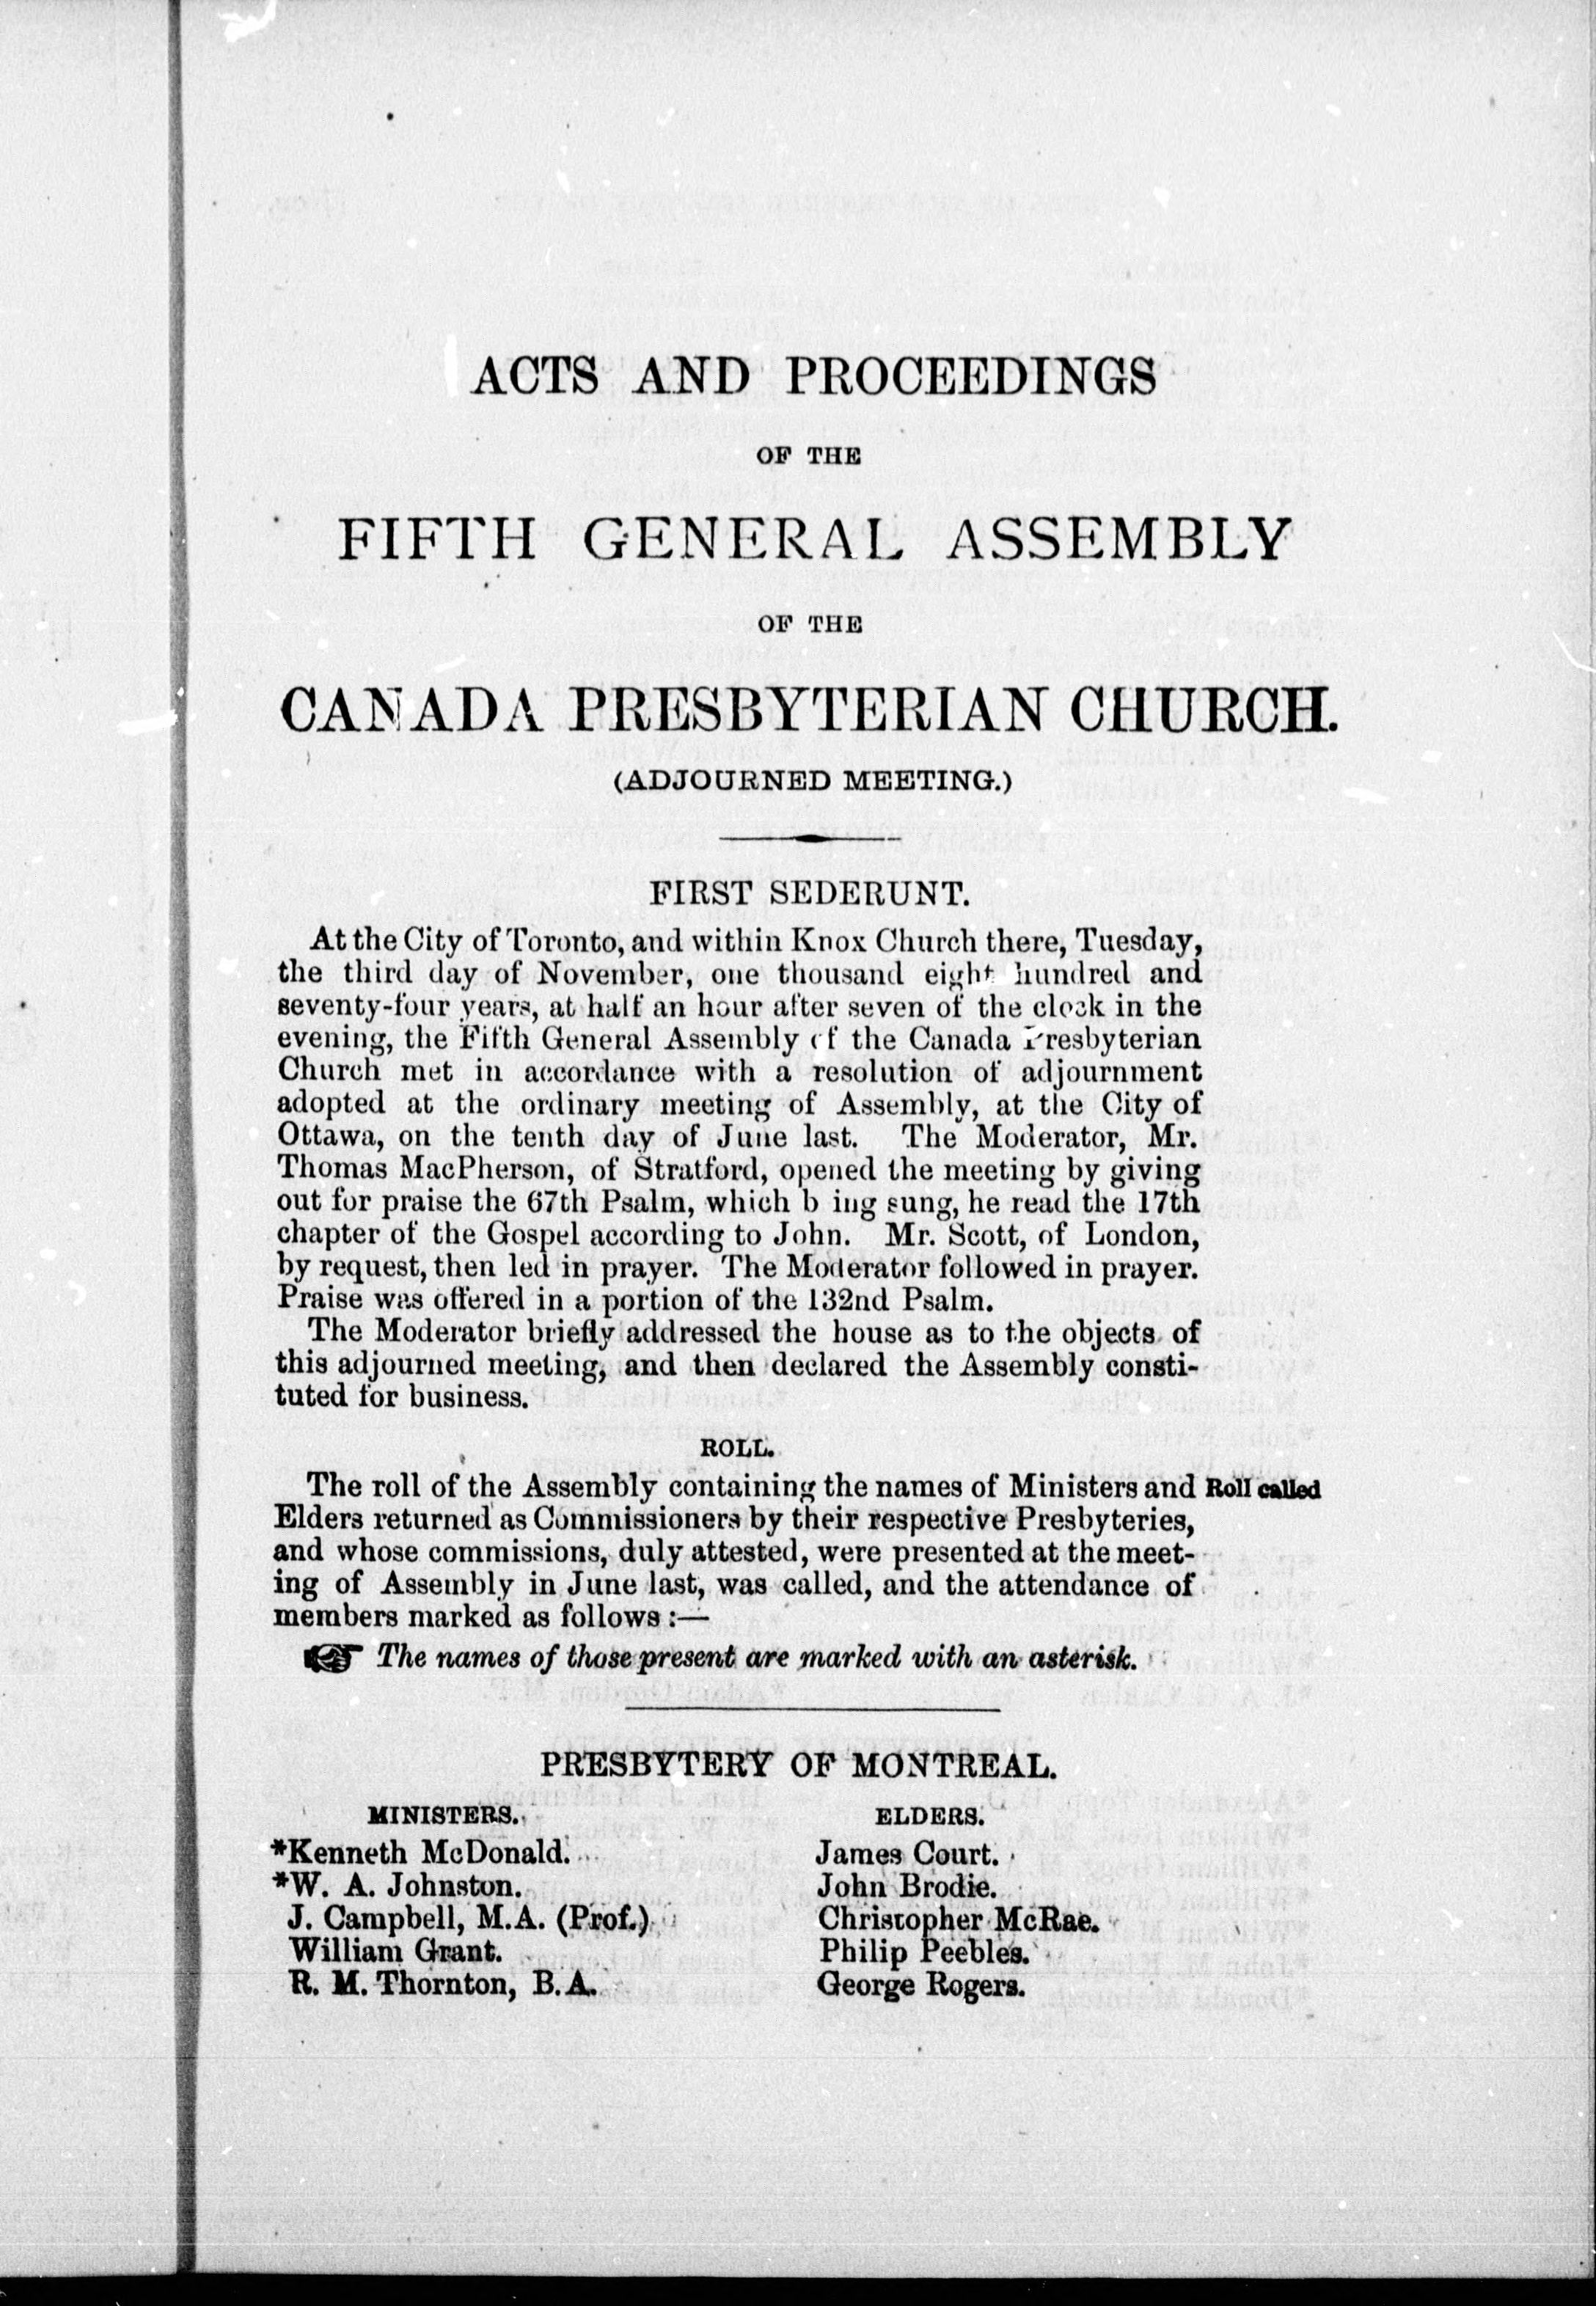 ACTS AND PROCEEDINGS
OF THE
FIFTH GENERAL ASSEMBLY
OF THE
CANADA PRESBYTERIAN CHURCH.
(ADJOURNED MEETING.)
FIRST SEDERUNT.
At the City of Toronto, and within Knox Church there, Tuesday,
the third day of November, one thousand eight hundred and
seventy-four years, at half an hour after seven of the clock in the
evening, the Fifth General Assembly of the Canada Presbyterian
Church met in accordance with a resolution of adjournment
adopted at the ordinary meeting of Assembly, at the City of
Ottawa, on the tenth day of June last. The Moderator, Mr.
Thomas MacPherson, of Stratford, opened the meeting by giving
out for praise the 67th Psalm, which b ing sung, he read the 17th
chapter of the Gospel according to John. Mr. Scott, of London,
by request, then led in prayer. The Moderator followed in prayer.
Praise was offered in a portion of the 132nd Psalm.
The Moderator briefly addressed the house as to the objects of
this adjourned meeting, and then declared the Assembly consti-
tuted for business.
ROLL.
The roll of the Assembly containing the names of Ministers and Roll called
Elders returned as Commissioners by their respective Presbyteries,
and whose commissions, duly attested, were presented at the meet-
ing of Assembly in June last, was called, and the attendance of
members marked as follows :—
☞ The names of those present are marked with an asterisk.
PRESBYTERY OF MONTREAL.
MINISTERS. ELDERS.
*Kenneth McDonald. James Court.
*W. A. Johnston. John Brodie.
J. Campbell, M.A. (Prof.) Christopher McRae.
William Grant. Philip Peebles.
R. M. Thornton, B.A. George Rogers.